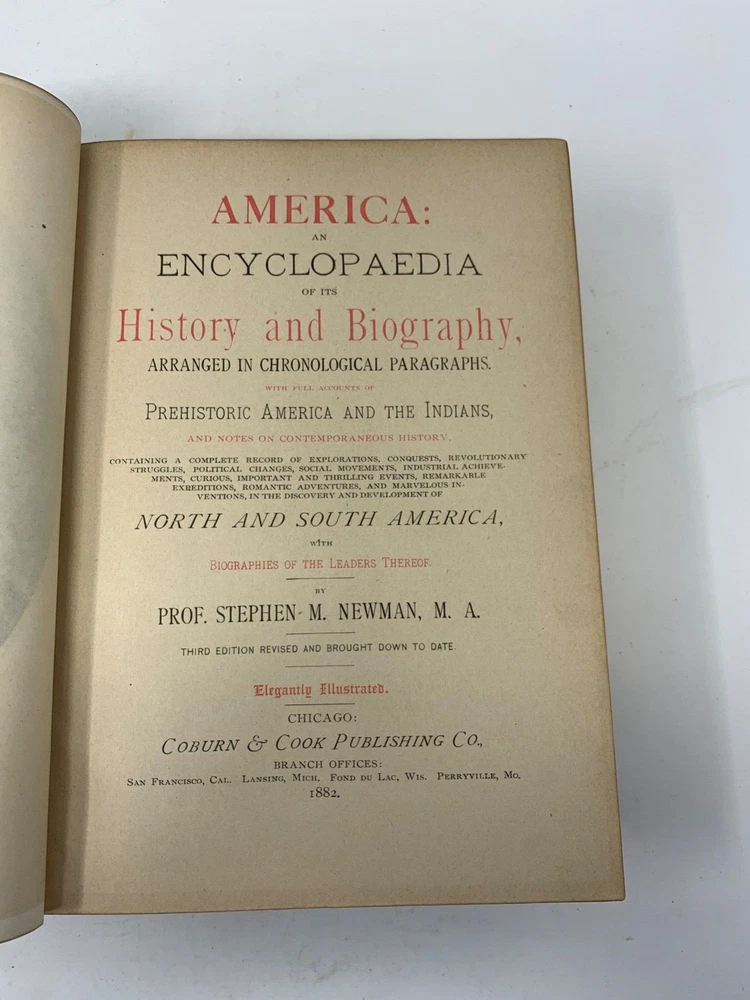 AMERICA:
AN
ENCYCLOPAEDIA
OF ITS
History and Biography,
ARRANGED IN CHRONOLOGICAL PARAGRAPHS.
WITH FULL ACCOUNTS OF
PREHISTORIC AMERICA AND THE INDIANS,
AND NOTES ON CONTEMPORANEOUS HISTORY.
CONTAINING A COMPLETE RECORD OF EXPLORATIONS, CONQUESTS, REVOLUTIONARY
STRUGGLES, POLITICAL CHANGES, SOCIAL MOVEMENTS, INDUSTRIAL ACHIEVE-
MENTS, CURIOUS, IMPORTANT AND THRILLING EVENTS, REMARKABLE
EXPEDITIONS, ROMANTIC ADVENTURES, AND MARVELOUS IN-
VENTIONS, IN THE DISCOVERY AND DEVELOPMENT OF
NORTH AND SOUTH AMERICA,
WITH
BIOGRAPHIES OF THE LEADERS THEREOF.
BY
PROF. STEPHEN M. NEWMAN, M. A.
THIRD EDITION REVISED AND BROUGHT DOWN TO DATE.
Elegantly Illustrated.
CHICAGO:
COBURN & COOK PUBLISHING CO.,
BRANCH OFFICES:
SAN FRANCISCO, CAL. LANSING, MICH. FOND DU LAC, WIS. PERRYVILLE, MO.
1882.